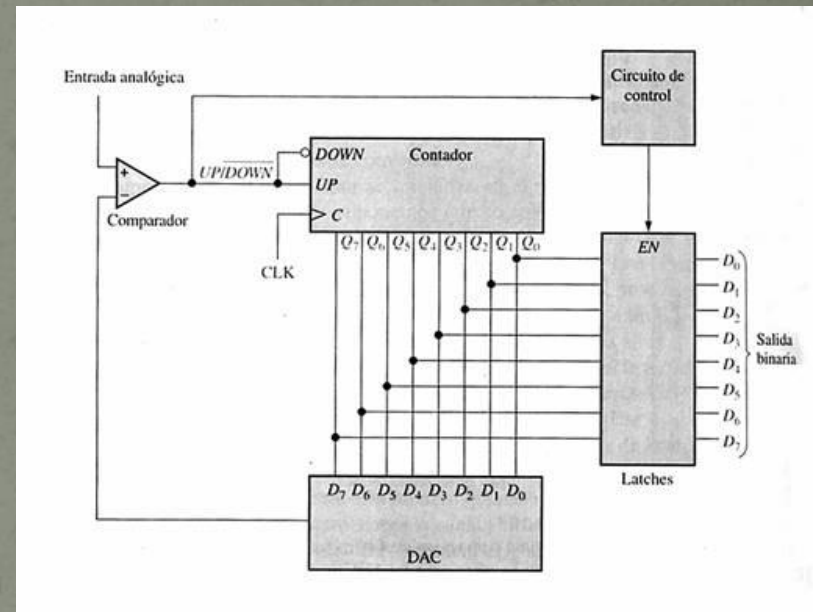 Entrada analógica
Circuito de
control
DOWN
Contador
UP/DOWN
UP
+
−
C
Comparador
CLK
Q7 Q6 Q5 Q4 Q3 Q2 Q1 Q0
EN
D0
D1
D2
D3
D4
D5
D6
D7
Salida
binaria
Latches
D7 D6 D5 D4 D3 D2 D1 D0
DAC